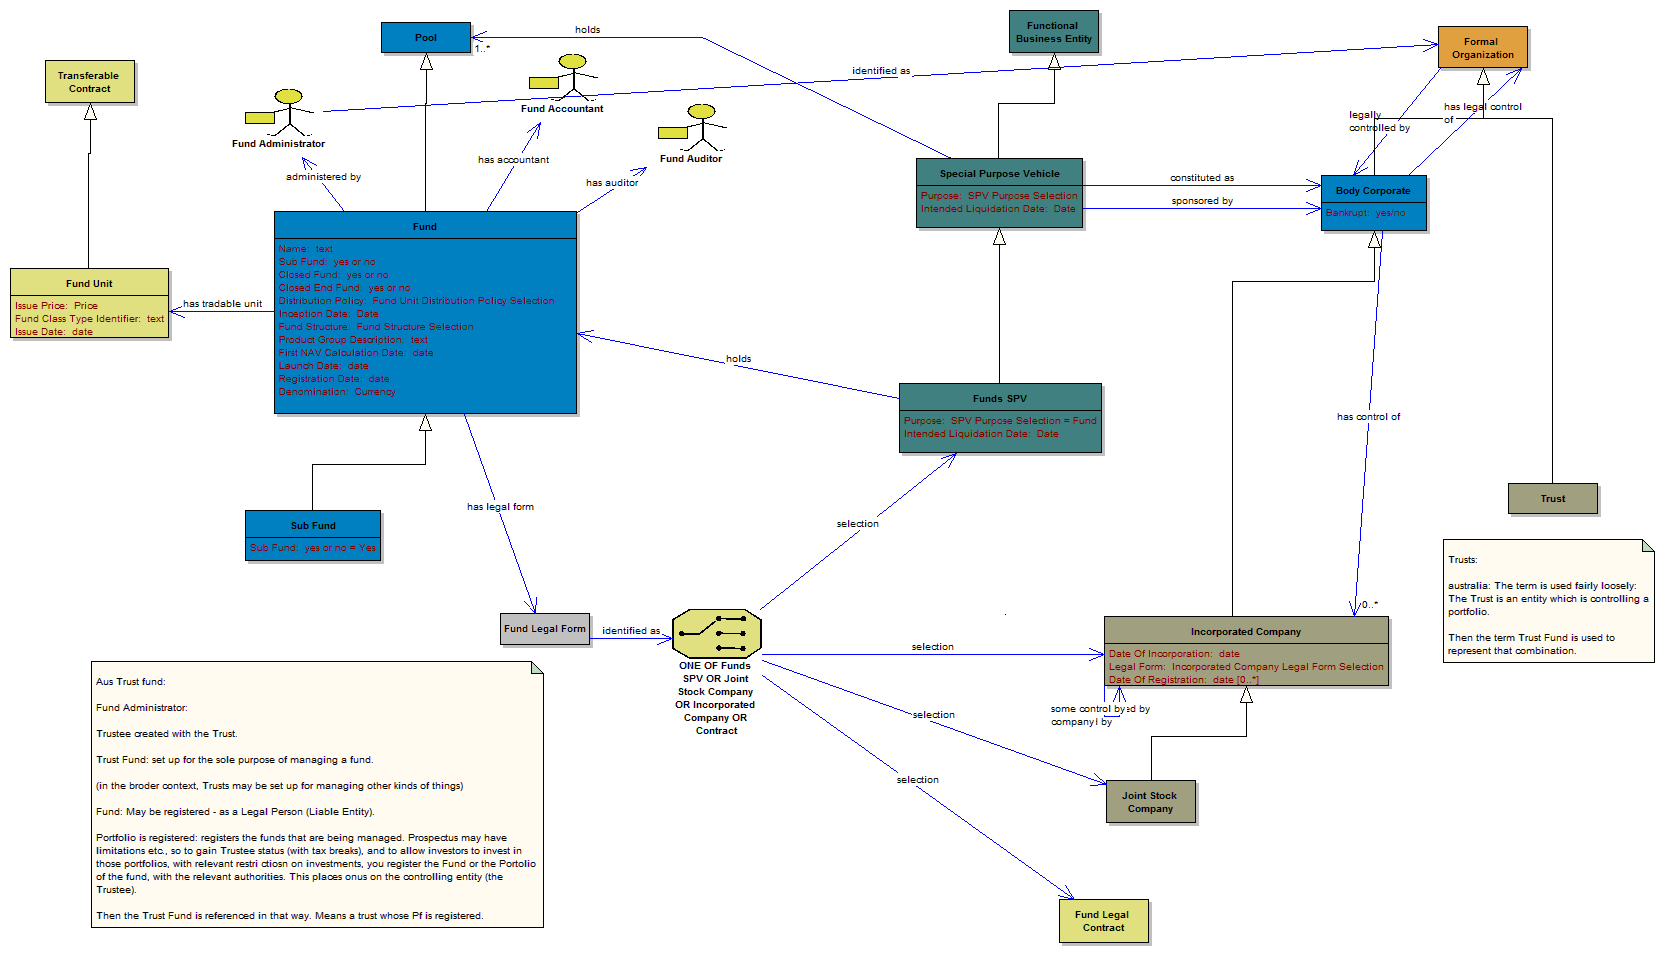 Pool
1..*
holds
Functional
Business Entity
Formal
Organization
Transferable
Contract
identified as
Fund Accountant
Fund Administrator
Fund Auditor
has legal control
of
legally
controlled by
administered by
has accountant
has auditor
Special Purpose Vehicle
Purpose: SPV Purpose Selection
Intended Liquidation Date: Date
constituted as
sponsored by
Body Corporate
Bankrupt: yes/no
Fund
Name: text
Sub Fund: yes or no
Closed Fund: yes or no
Closed End Fund: yes or no
Distribution Policy: Fund Unit Distribution Policy Selection
Inception Date: Date
Fund Structure: Fund Structure Selection
Product Group Description: text
First NAV Calculation Date: date
Launch Date: date
Registration Date: date
Denomination: Currency
Fund Unit
Issue Price: Price
Fund Class Type Identifier: text
Issue Date: date
has tradable unit
holds
Funds SPV
Purpose: SPV Purpose Selection = Fund
Intended Liquidation Date: Date
has control of
Sub Fund
Sub Fund: yes or no = Yes
has legal form
selection
Trust
Trusts:
australia: The term is used fairly loosely:
The Trust is an entity which is controlling a
portfolio.
Then the term Trust Fund is used to
represent that combination.
Fund Legal Form
identified as
ONE OF Funds
SPV OR Joint
Stock Company
OR Incorporated
Company OR
Contract
selection
0..*
Incorporated Company
Date Of Incorporation: date
Legal Form: Incorporated Company Legal Form Selection
Date Of Registration: date [0..*]
some control by
company
selection
Joint Stock
Company
selection
Fund Legal
Contract
Aus Trust fund:
Fund Administrator:
Trustee created with the Trust.
Trust Fund: set up for the sole purpose of managing a fund.
(in the broder context, Trusts may be set up for managing other kinds of things)
Fund: May be registered - as a Legal Person (Liable Entity).
Portfolio is registered: registers the funds that are being managed. Prospectus may have
limitations etc., so to gain Trustee status (with tax breaks), and to allow investors to invest in
those portfolios, with relevant restri ctiosn on investments, you register the Fund or the Portolio
of the fund, with the relevant authorities. This places onus on the controlling entity (the
Trustee).
Then the Trust Fund is referenced in that way. Means a trust whose Pf is registered.